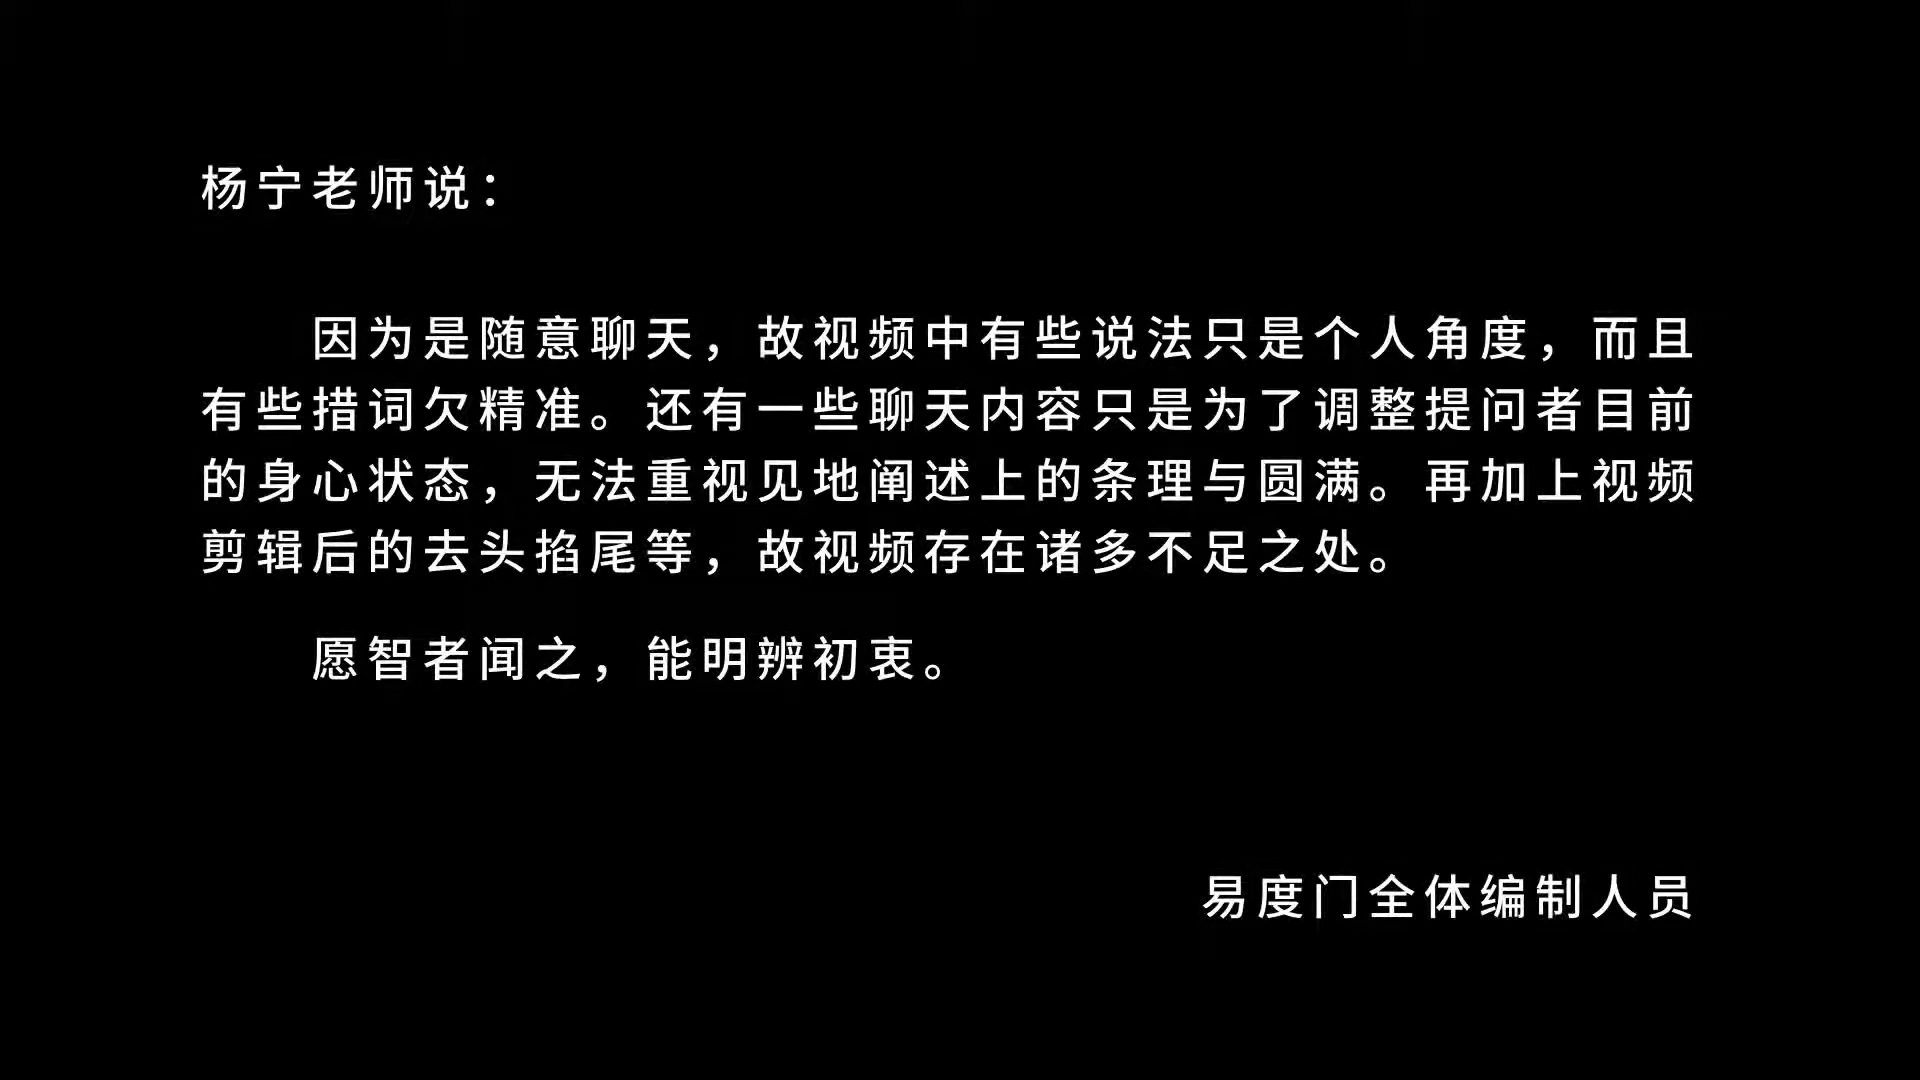 杨宁老师说：
因为是随意聊天，故视频中有些说法只是个人角度，而且
有些措词欠精准。还有一些聊天内容只是为了调整提问者目前
的身心状态，无法重视见地阐述上的条理与圆满。再加上视频
剪辑后的去头掐尾等，故视频存在诸多不足之处。
愿智者闻之，能明辨初衷。
易度门全体编制人员